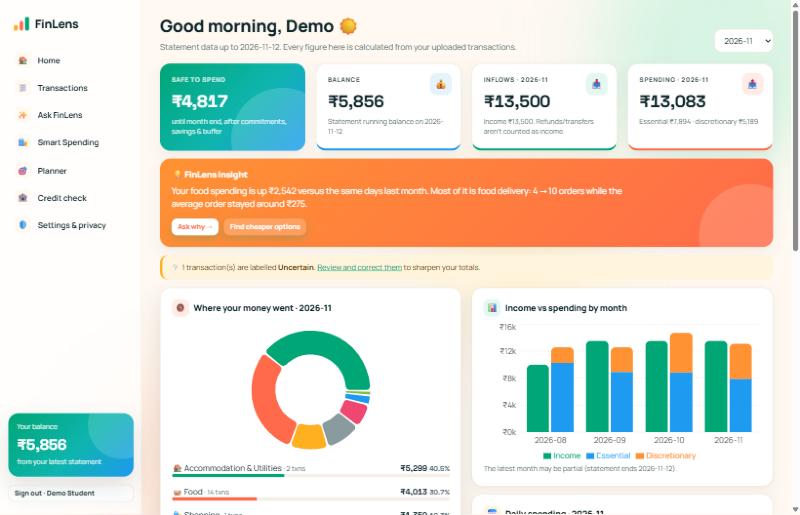 FinLens
Home
Transactions
Ask FinLens
Smart Spending
Planner
Credit check
Settings & privacy
Your balance
₹5,856
from your latest statement
Sign out · Demo Student
Good morning, Demo
Statement data up to 2026-11-12. Every figure here is calculated from your uploaded transactions.
2026-11
SAFE TO SPEND
₹4,817
until month end, after commitments,
savings & buffer
BALANCE
₹5,856
Statement running balance on 2026-
11-12
INFLOWS · 2026-11
₹13,500
Income ₹13,500. Refunds/transfers
aren't counted as income.
SPENDING · 2026-11
₹13,083
Essential ₹7,894 · discretionary ₹5,189
FinLens insight
Your food spending is up ₹2,542 versus the same days last month. Most of it is food delivery: 4 → 10 orders while the
average order stayed around ₹275.
Ask why →
Find cheaper options
1 transaction(s) are labelled Uncertain. Review and correct them to sharpen your totals.
Where your money went · 2026-11
Accommodation & Utilities · 2 txns ₹5,299 40.5%
Food · 14 txns ₹4,013 30.7%
Income vs spending by month
₹16k
₹12k
₹8k
₹4k
₹0k
2026-08 2026-09 2026-10 2026-11
Income Essential Discretionary
The latest month may be partial (statement ends 2026-11-12).
Daily spending · 2026-11